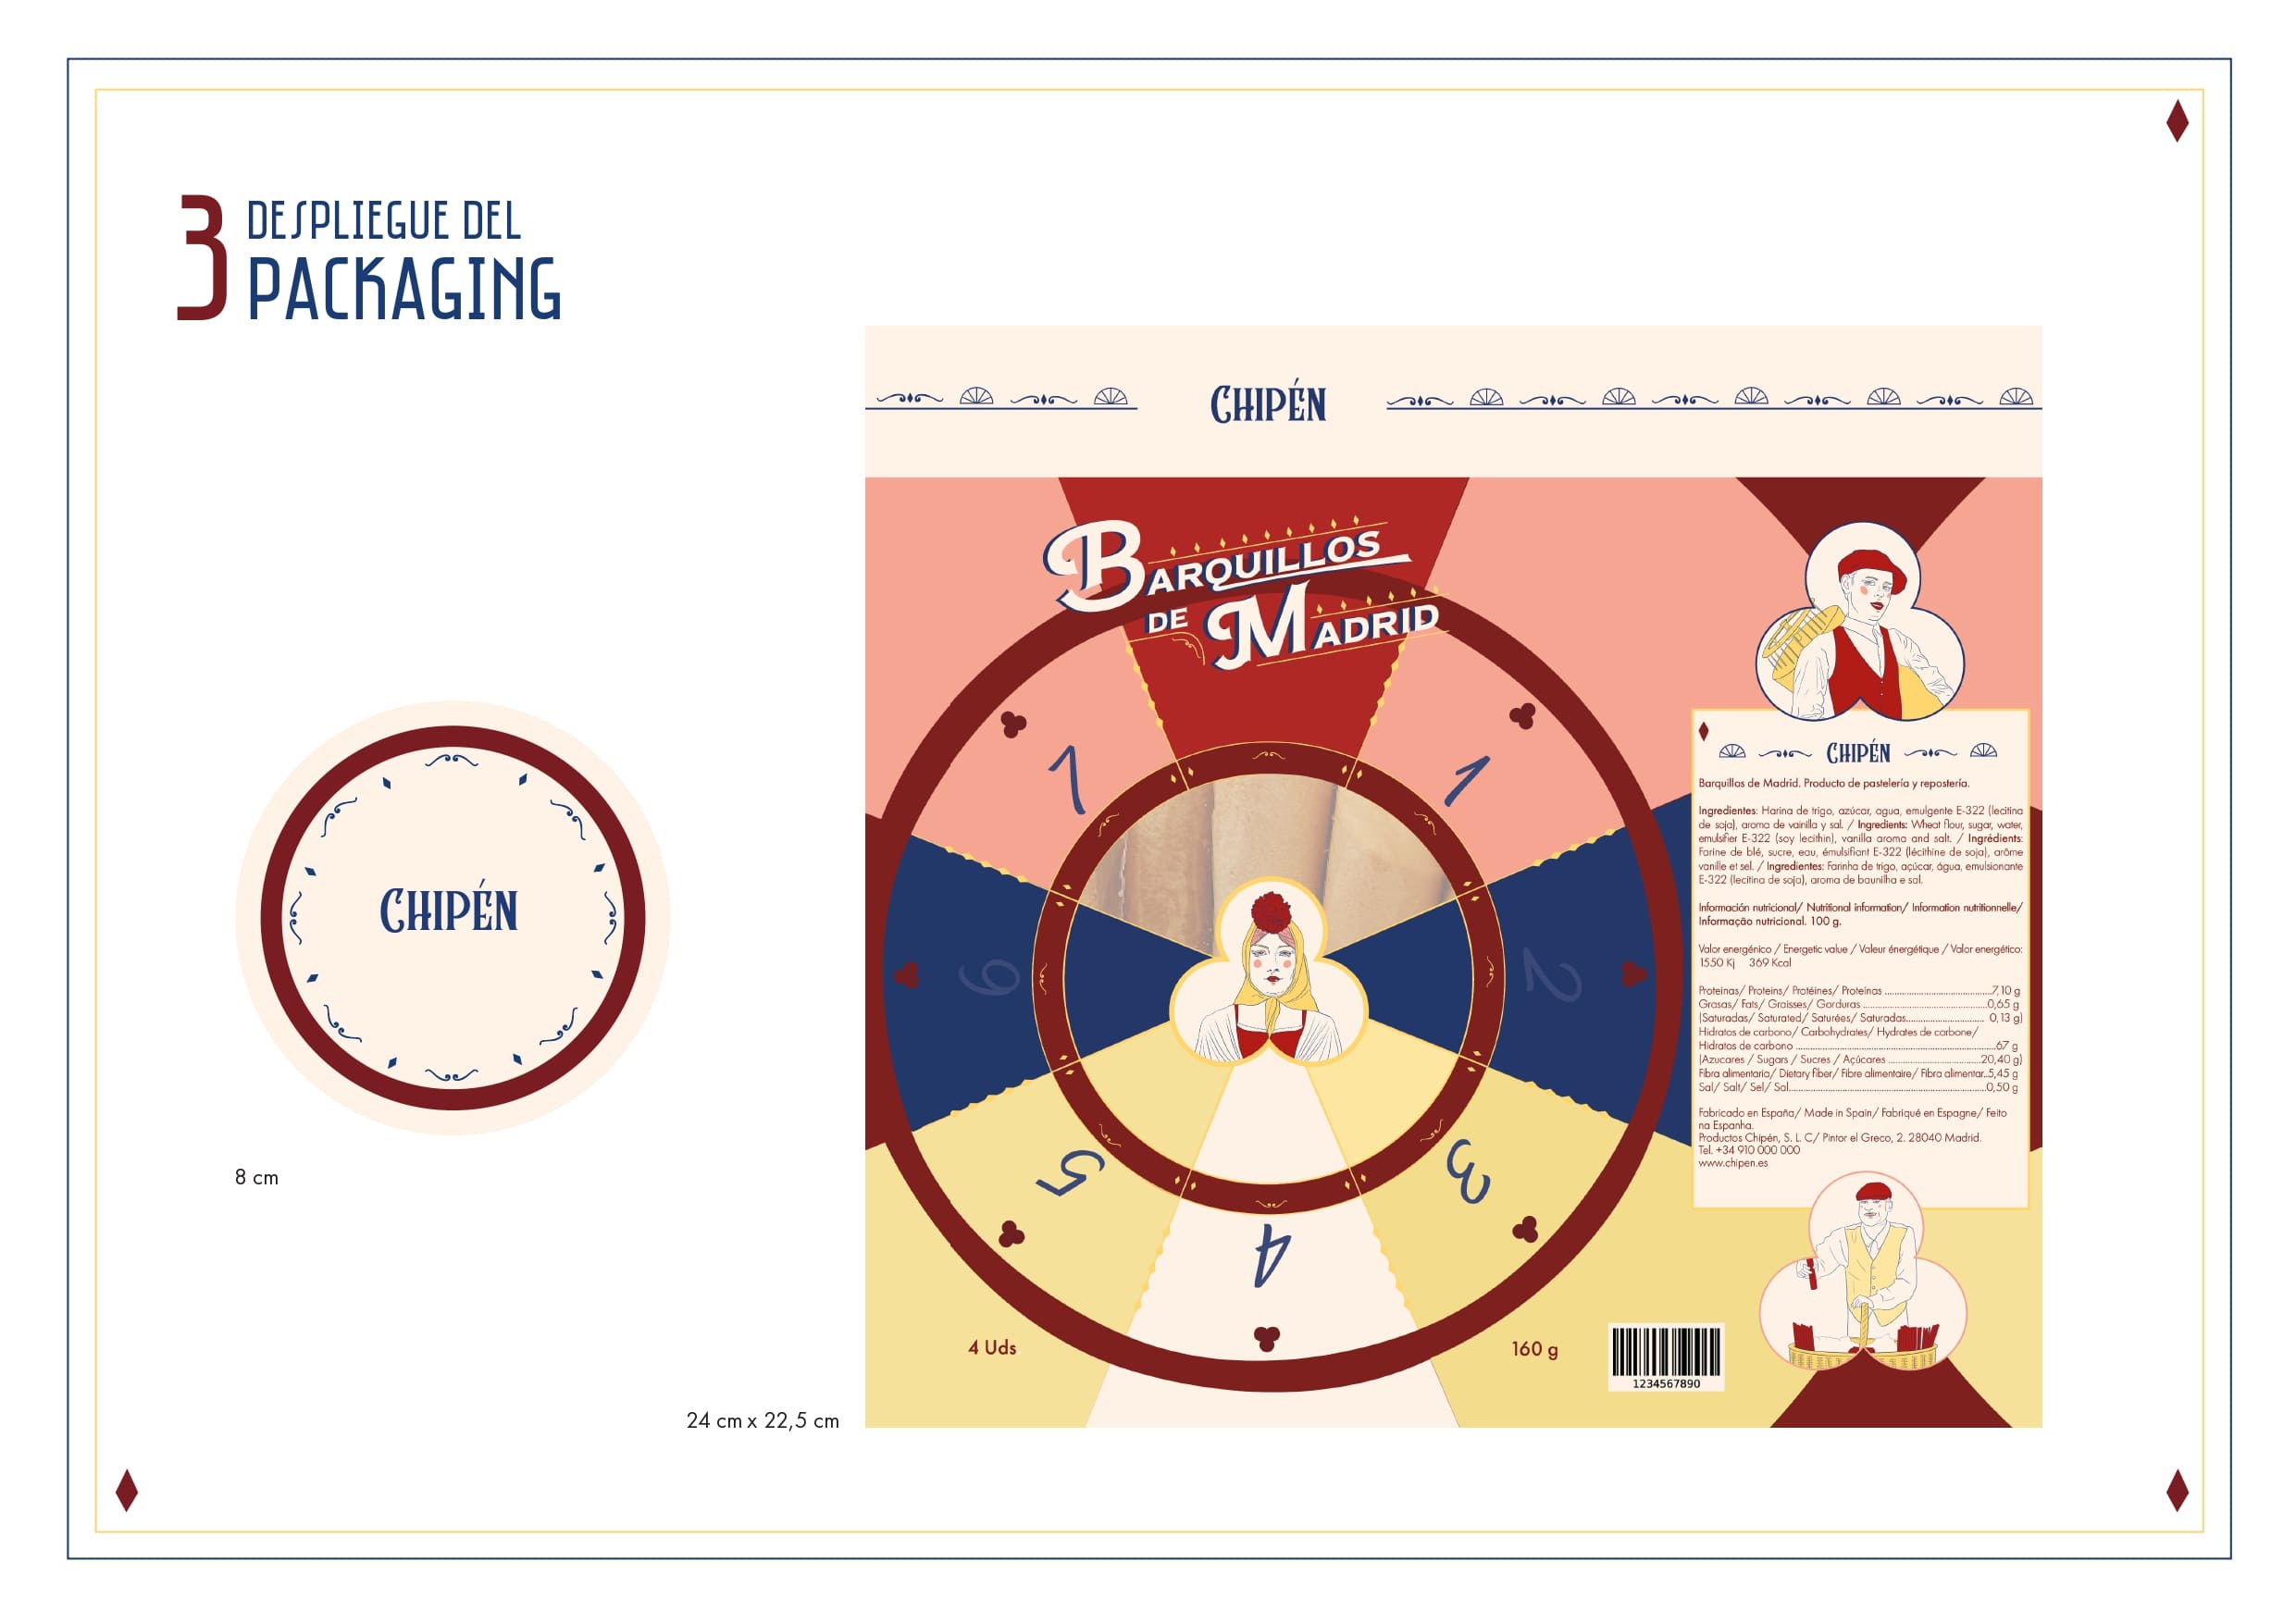 3 DESPLIEGUE DEL
PACKAGING
CHIPÉN
8 cm
24 cm x 22,5 cm
CHIPÉN
BARQUILLOS
DE MADRID
7
1
6
2
5
3
4
4 Uds
160 g
1234567890
CHIPÉN
Barquillos de Madrid. Producto de pastelería y repostería.
Ingredientes: Harina de trigo, azúcar, agua, emulgente E-322 (lecitina
de soja), aroma de vainilla y sal. / Ingredients: Wheat flour, sugar, water,
emulsifier E-322 (soy lecithin), vanilla aroma and salt. / Ingrédients:
Farine de blé, sucre, eau, émulsifiant E-322 (lécithine de soja), arôme
vanille et sel. / Ingredientes: Farinha de trigo, açúcar, água, emulsionante
E-322 (lecitina de soja), aroma de baunilha e sal.
Información nutricional/ Nutritional information/ Information nutritionnelle/
Informação nutricional. 100 g.
Valor energénico / Energetic value / Valeur énergétique / Valor energético:
1550 Kj 369 Kcal
Proteínas/ Proteins/ Protéines/ Proteínas ........ 7,10 g
Grasas/ Fats/ Graisses/ Gorduras ........ 0,65 g
(Saturadas/ Saturated/ Saturées/ Saturadas........ 0,13 g)
Hidratos de carbono/ Carbohydrates/ Hydrates de carbone/
Hidratos de carbono ........ 67 g
(Azucares / Sugars / Sucres / Açúcares ........ 20,40 g)
Fibra alimentaria/ Dietary fiber/ Fibre alimentaire/ Fibra alimentar..5,45 g
Sal/ Salt/ Sel/ Sal........ 0,50 g
Fabricado en España/ Made in Spain/ Fabriqué en Espagne/ Feito
na Espanha.
Productos Chipén, S. L. C/ Pintor el Greco, 2. 28040 Madrid.
Tel. +34 910 000 000
www.chipen.es